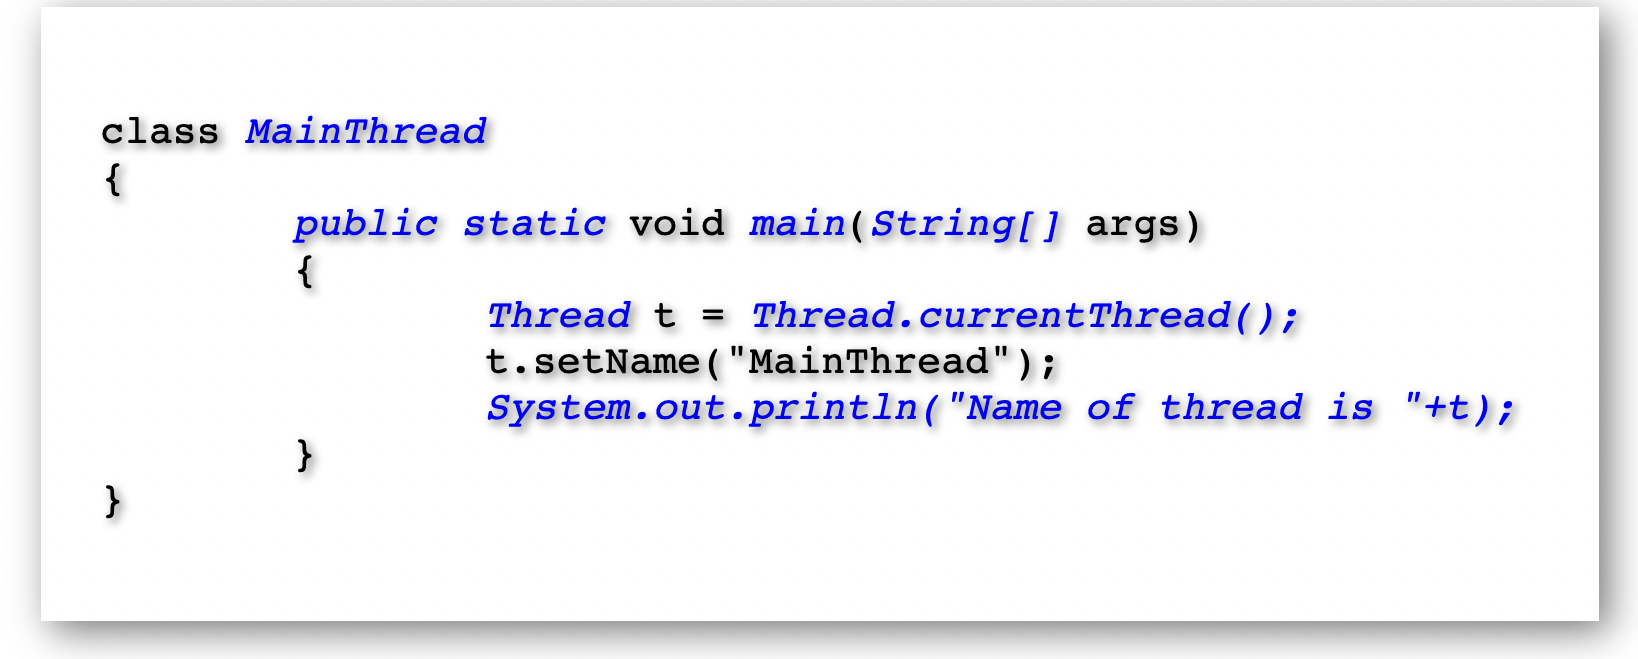 class MainThread
{
public static void main(String[] args)
{
Thread t = Thread.currentThread();
t.setName("MainThread");
System.out.println("Name of thread is "+t);
}
}